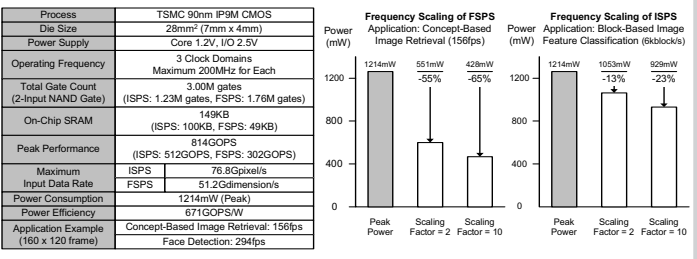 Process TSMC 90nm IP9M CMOS
Die Size 28mm² (7mm x 4mm)
Power Supply Core 1.2V, I/O 2.5V
Operating Frequency 3 Clock Domains
Maximum 200MHz for Each
Total Gate Count
(2-Input NAND Gate)
3.00M gates
(ISPS: 1.23M gates, FSPS: 1.76M gates)
On-Chip SRAM 149KB
(ISPS: 100KB, FSPS: 49KB)
Peak Performance 814GOPS
(ISPS: 512GOPS, FSPS: 302GOPS)
Maximum
Input Data Rate
ISPS 76.8Gpixel/s
FSPS 51.2Gdimension/s
Power Consumption 1214mW (Peak)
Power Efficiency 671GOPS/W
Application Example
(160 x 120 frame)
Concept-Based Image Retrieval: 156fps
Face Detection: 294fps
Frequency Scaling of FSPS
Application: Concept-Based
Image Retrieval (156fps)
Power
(mW)
1214mW 551mW 428mW
-55% -65%
1200
800
400
0
Peak
Power
Scaling
Factor = 2
Scaling
Factor = 10
Frequency Scaling of ISPS
Application: Block-Based Image
Feature Classification (6kblock/s)
Power
(mW)
1214mW 1053mW 929mW
-13% -23%
1200
800
400
0
Peak
Power
Scaling
Factor = 2
Scaling
Factor = 10